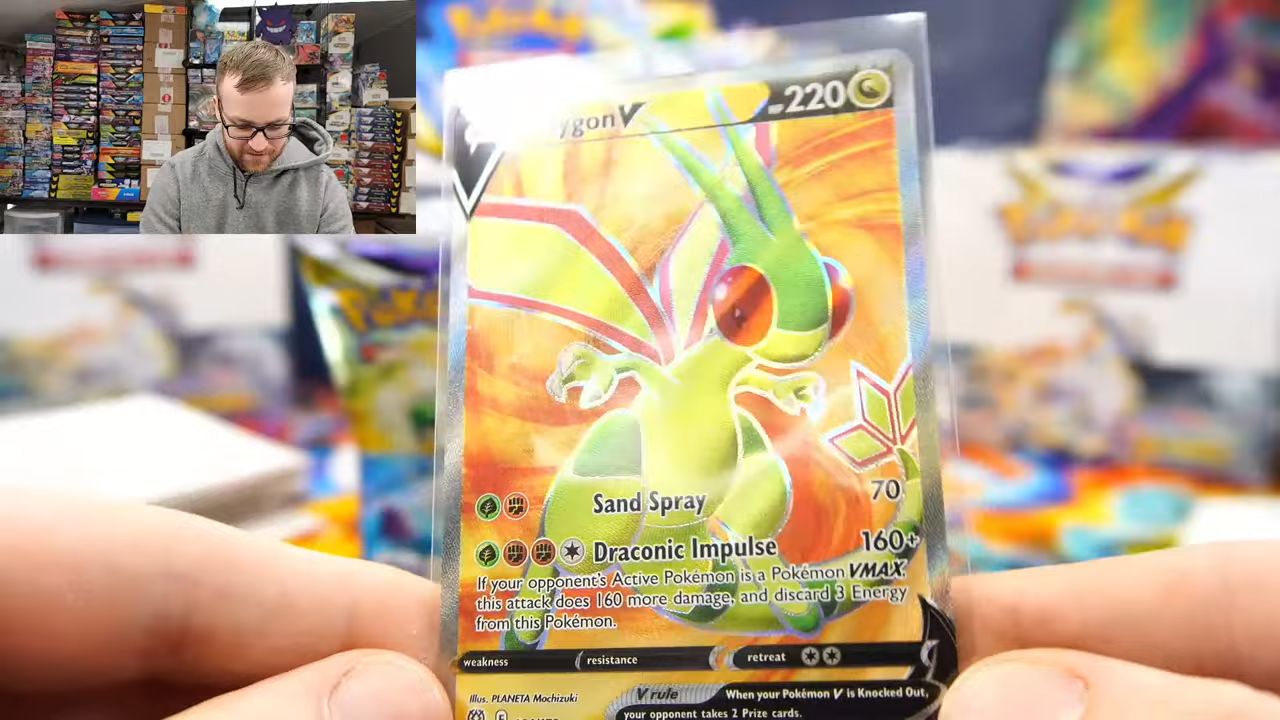 ygon V
220
Sand Spray 70
Draconic Impulse 160+
If your opponent's Active Pokémon is a Pokémon VMAX,
this attack does 160 more damage, and discard 3 Energy
from this Pokémon.
weakness resistance retreat
Illus. PLANETA Mochizuki
V rule When your Pokémon V is Knocked Out,
your opponent takes 2 Prize cards.